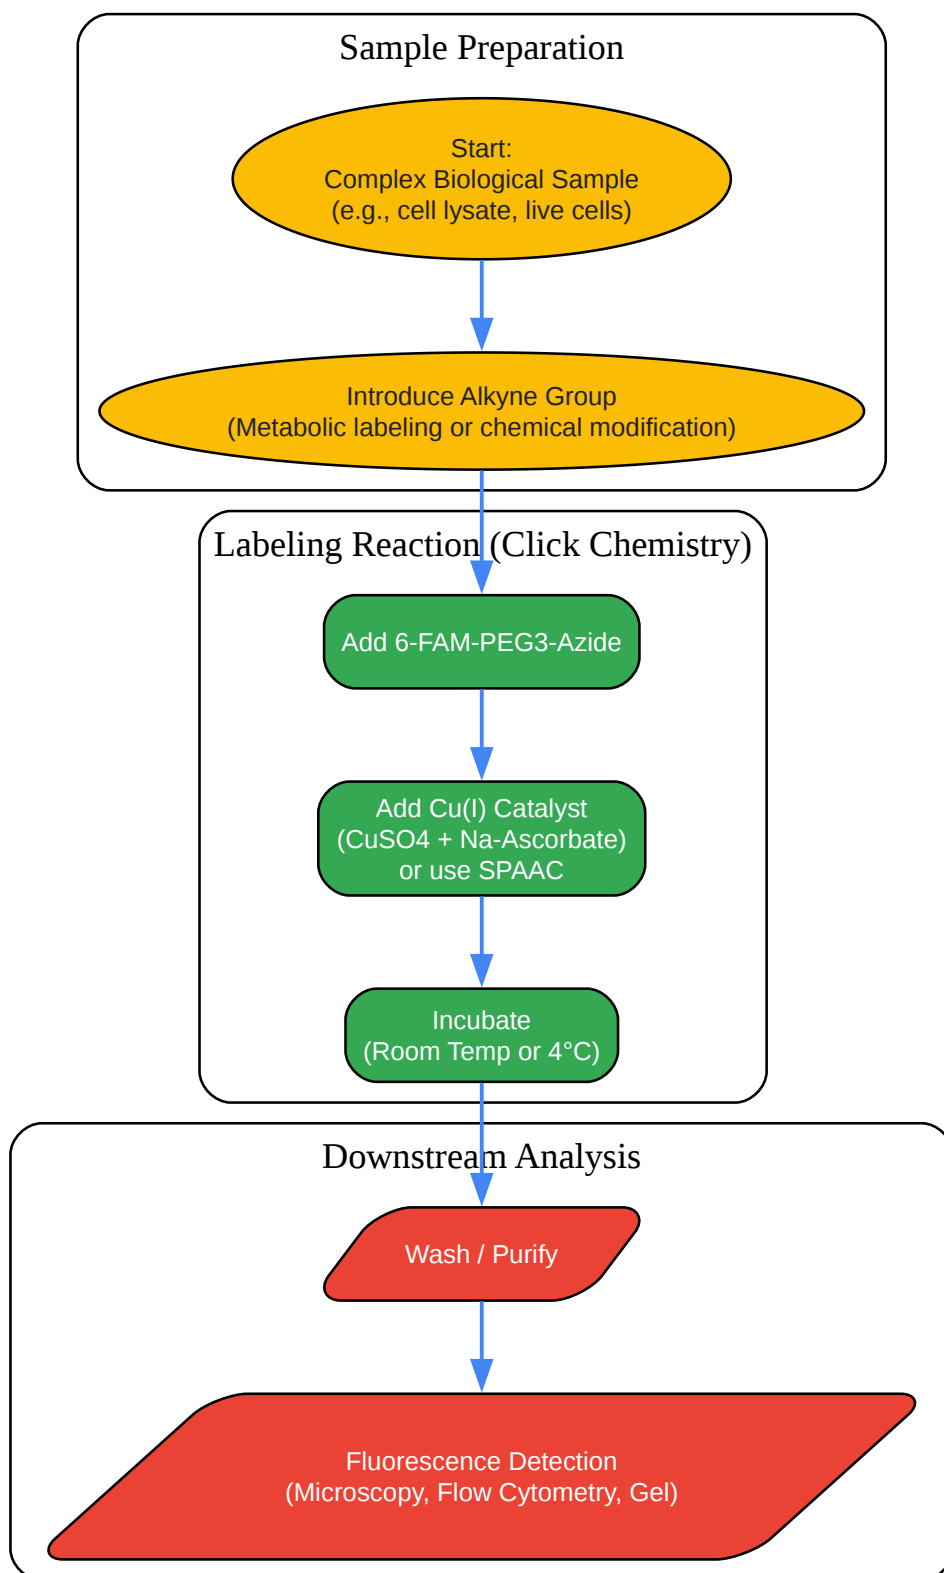 Sample Preparation
Start:
Complex Biological Sample
(e.g., cell lysate, live cells)
Introduce Alkyne Group
(Metabolic labeling or chemical modification)
Labeling Reaction (Click Chemistry)
Add 6-FAM-PEG3-Azide
Add Cu(I) Catalyst
(CuSO4 + Na-Ascorbate)
or use SPAAC
Incubate
(Room Temp or 4°C)
Downstream Analysis
Wash / Purify
Fluorescence Detection
(Microscopy, Flow Cytometry, Gel)